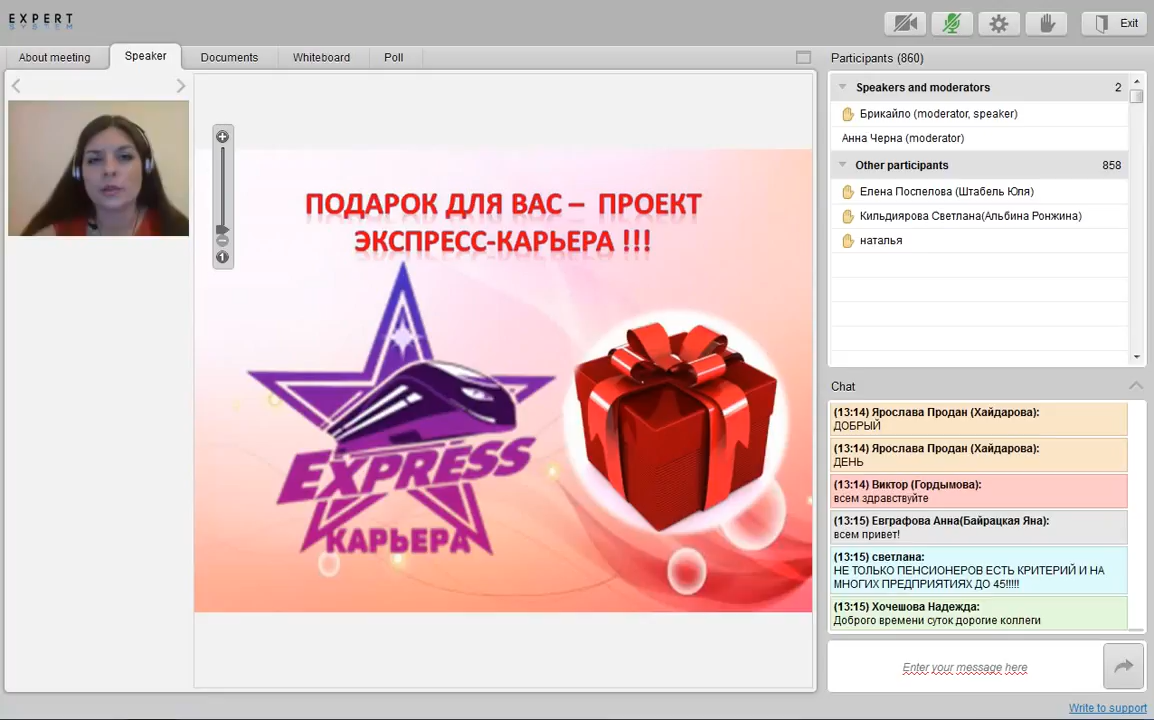 EXPERT
SYSTEM
Exit
About meeting
Speaker
Documents
Whiteboard
Poll
ПОДАРОК ДЛЯ ВАС – ПРОЕКТ
ЭКСПРЕСС-КАРЬЕРА !!!
EXPRESS
КАРЬЕРА
1
Participants (860)
Speakers and moderators 2
Брикайло (moderator, speaker)
Анна Черна (moderator)
Other participants 858
Елена Поспелова (Штабель Юля)
Кильдиярова Светлана(Альбина Ронжина)
наталья
Chat
(13:14) Ярослава Продан (Хайдарова):
ДОБРЫЙ
(13:14) Ярослава Продан (Хайдарова):
ДЕНЬ
(13:14) Виктор (Гордымова):
всем здравствуйте
(13:15) Евграфова Анна(Байрацкая Яна):
всем привет!
(13:15) светлана:
НЕ ТОЛЬКО ПЕНСИОНЕРОВ ЕСТЬ КРИТЕРИЙ И НА
МНОГИХ ПРЕДПРИЯТИЯХ ДО 45!!!!!
(13:15) Хочешова Надежда:
Доброго времени суток дорогие коллеги
Enter your message here
Write to support